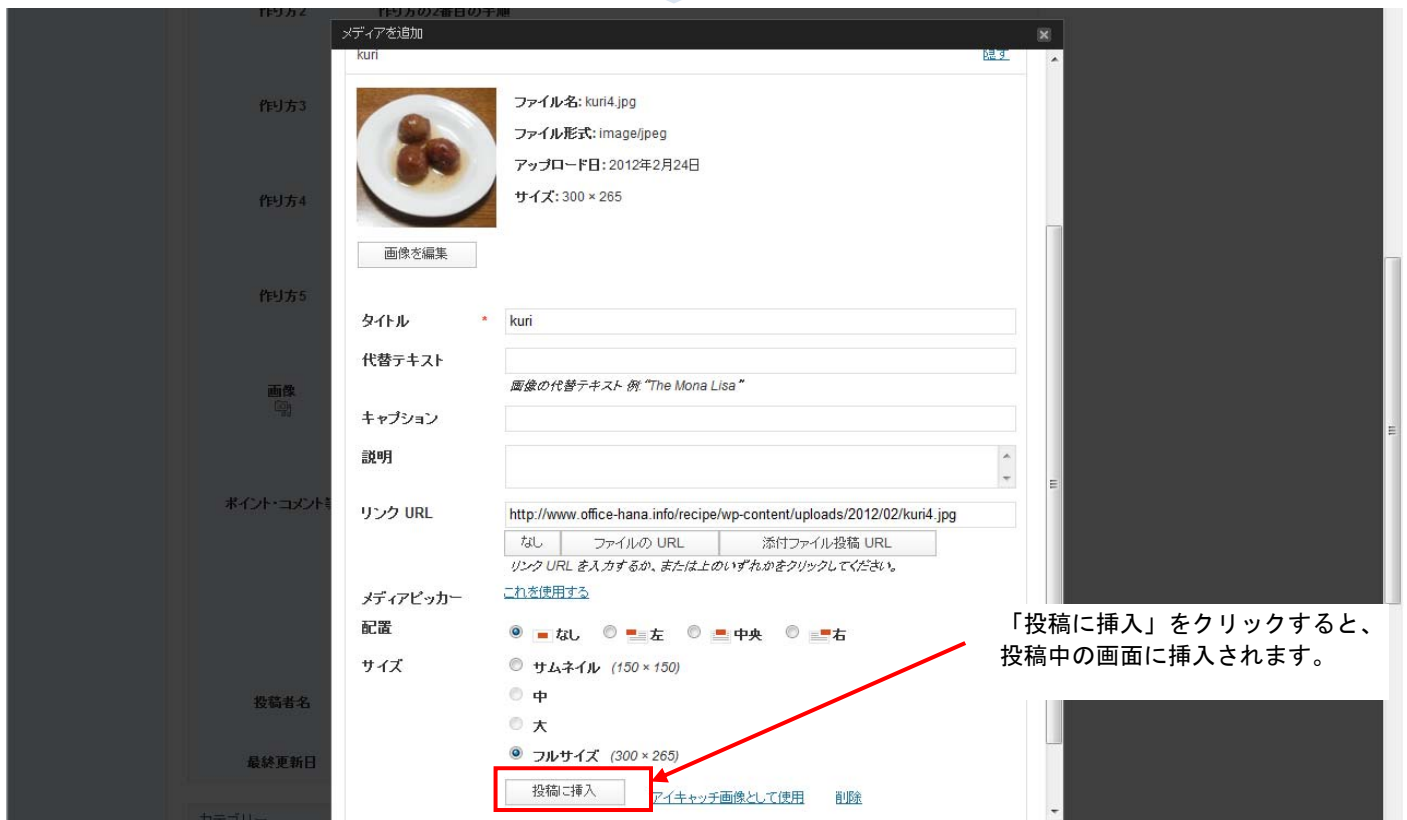 作り方2 作り方の2番目の手順
メディアを追加
kuri 隠す
作り方3
ファイル名: kuri4.jpg
ファイル形式: image/jpeg
アップロード日: 2012年2月24日
作り方4
サイズ: 300 × 265
画像を編集
作り方5
タイトル * kuri
代替テキスト
画像の代替テキスト 例. "The Mona Lisa"
画像
キャプション
説明
ポイント・コメント等
リンク URL http://www.office-hana.info/recipe/wp-content/uploads/2012/02/kuri4.jpg
なし ファイルの URL 添付ファイル投稿 URL
リンク URL を入力するか、または上のいずれかをクリックしてください。
メディアピッカー これを使用する
配置 なし 左 中央 右
「投稿に挿入」をクリックすると、
投稿中の画面に挿入されます。
サイズ サムネイル (150 × 150)
中
投稿者名
大
フルサイズ (300 × 265)
最終更新日
投稿に挿入 アイキャッチ画像として使用 削除
カテゴリー